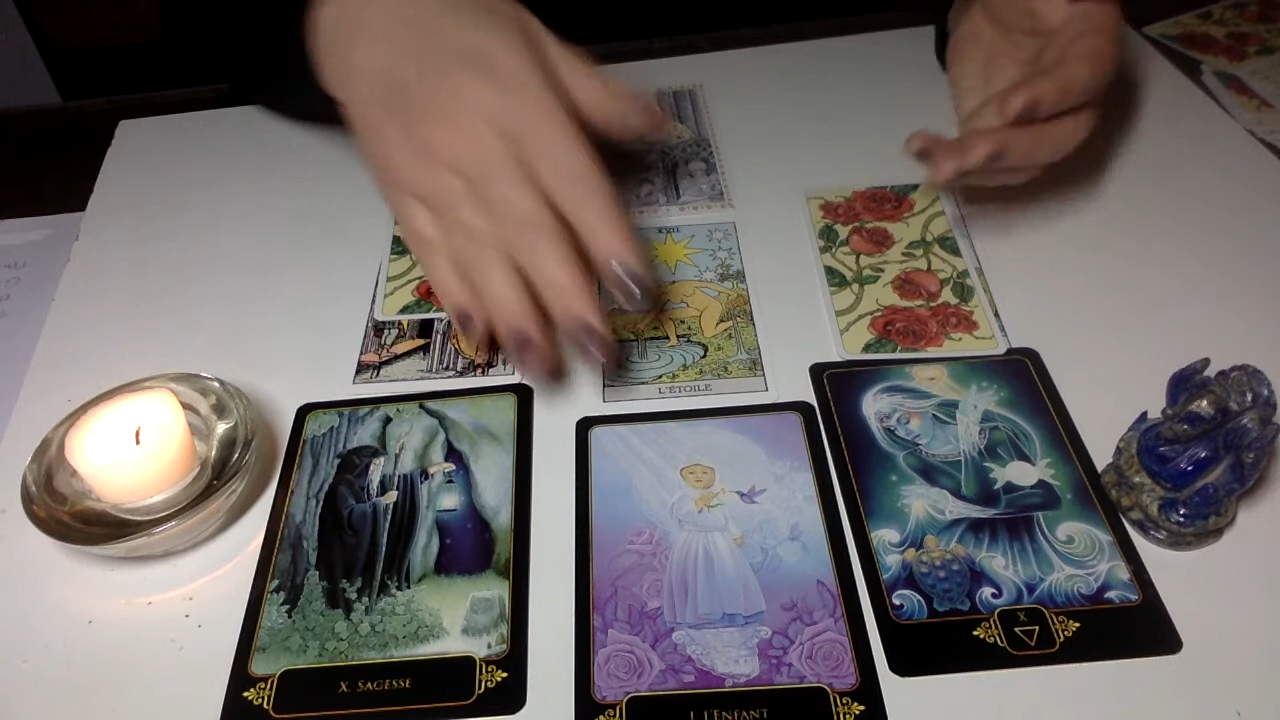 XVII
L'ÉTOILE
X. SAGESSE
I. L'ENFANT
X